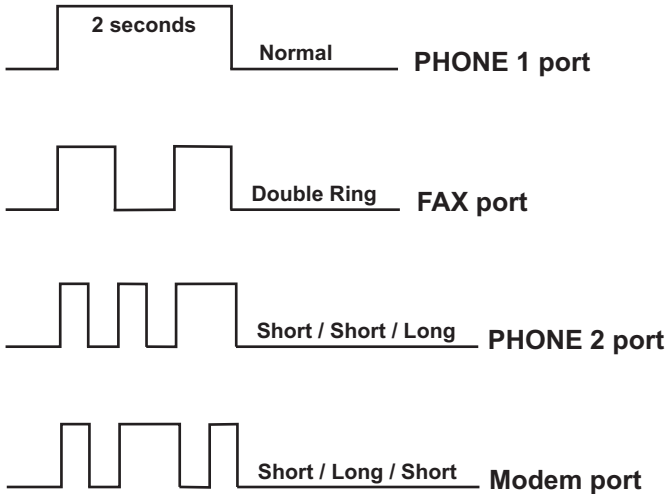 2 seconds
Normal PHONE 1 port
Double Ring FAX port
Short / Short / Long PHONE 2 port
Short / Long / Short Modem port